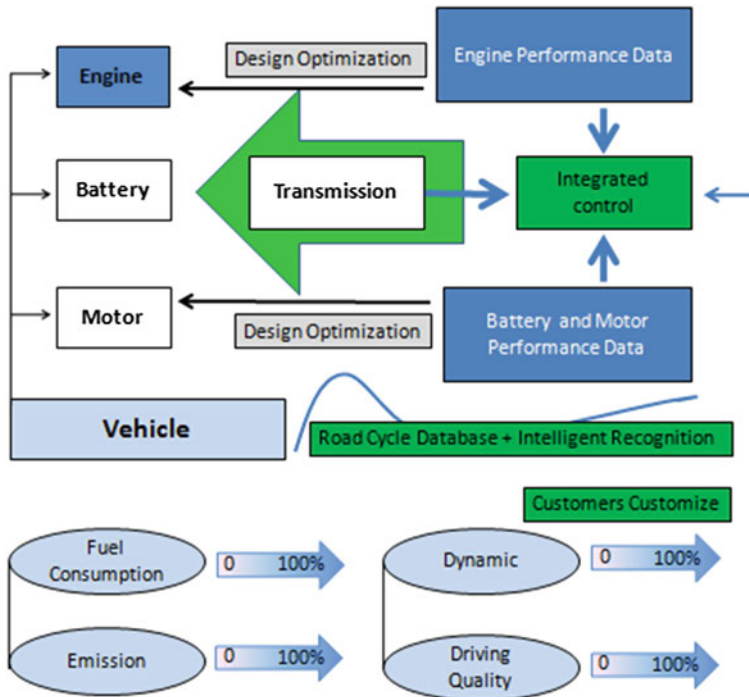 Design Optimization
Engine Performance Data
Engine
Battery
Transmission
Integrated
control
Motor
Design Optimization
Battery and Motor
Performance Data
Vehicle
Road Cycle Database + Intelligent Recognition
Customers Customize
Fuel
Consumption
0 100%
Dynamic
0 100%
Emission
0 100%
Driving
Quality
0 100%